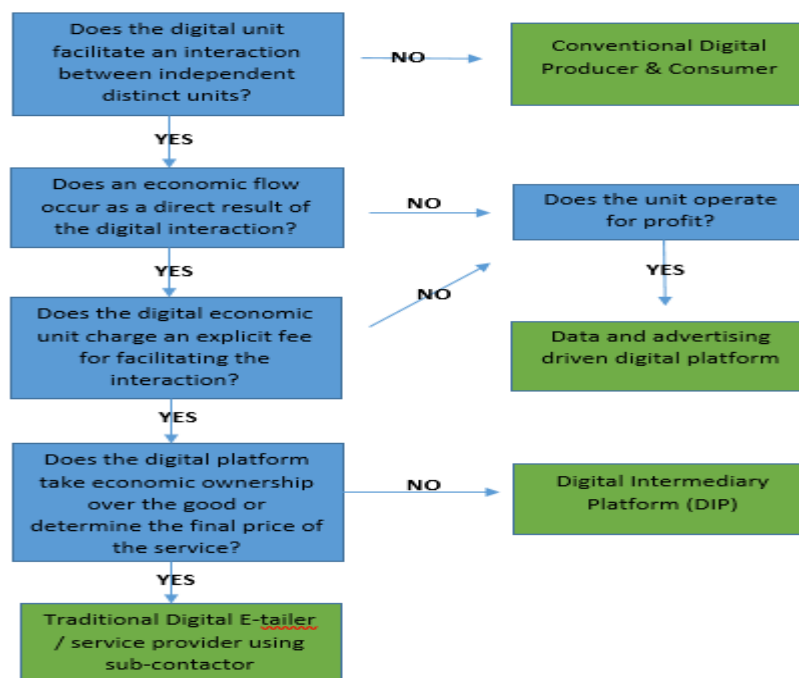 Does the digital unit
facilitate an interaction
between independent
distinct units?
NO
Conventional Digital
Producer & Consumer
YES
Does an economic flow
occur as a direct result of
the digital interaction?
NO
Does the unit operate
for profit?
YES
YES
NO
Does the digital economic
unit charge an explicit fee
for facilitating the
interaction?
Data and advertising
driven digital platform
YES
Does the digital platform
take economic ownership
over the good or
determine the final price of
the service?
NO
Digital Intermediary
Platform (DIP)
YES
Traditional Digital E-tailer
/ service provider using
sub-contactor